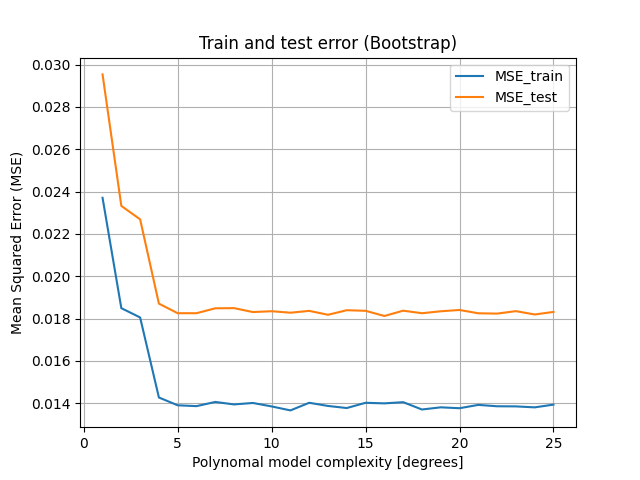 Train and test error (Bootstrap)
MSE_train
MSE_test
Mean Squared Error (MSE)
0.030
0.028
0.026
0.024
0.022
0.020
0.018
0.016
0.014
0 5 10 15 20 25
Polynomal model complexity [degrees]